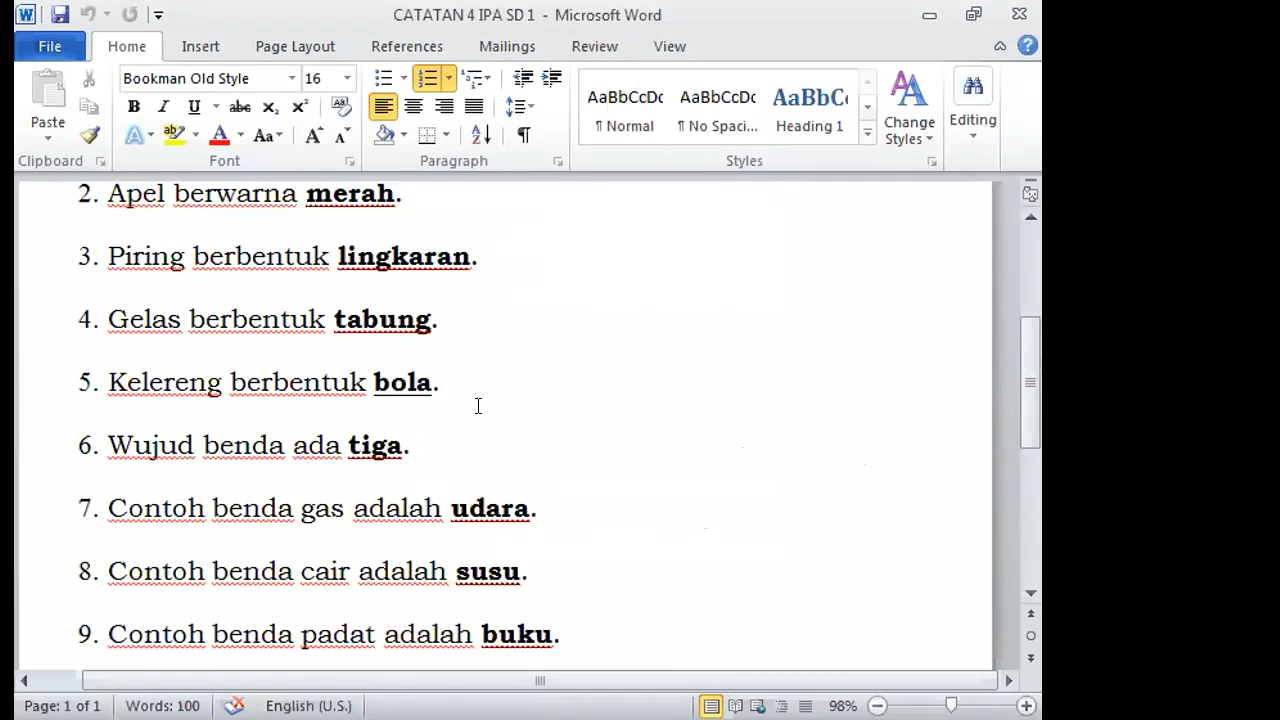 CATATAN 4 IPA SD 1 - Microsoft Word
File Home Insert Page Layout References Mailings Review View
Bookman Old Style 16
Paste
AaBbCcDc AaBbCcDc AaBbC
¶ Normal ¶ No Spaci... Heading 1
Change Styles
Editing
Clipboard Font Paragraph Styles
2. Apel berwarna merah.
3. Piring berbentuk lingkaran.
4. Gelas berbentuk tabung.
5. Kelereng berbentuk bola.
6. Wujud benda ada tiga.
7. Contoh benda gas adalah udara.
8. Contoh benda cair adalah susu.
9. Contoh benda padat adalah buku.
Page: 1 of 1 Words: 100 English (U.S.) 98%